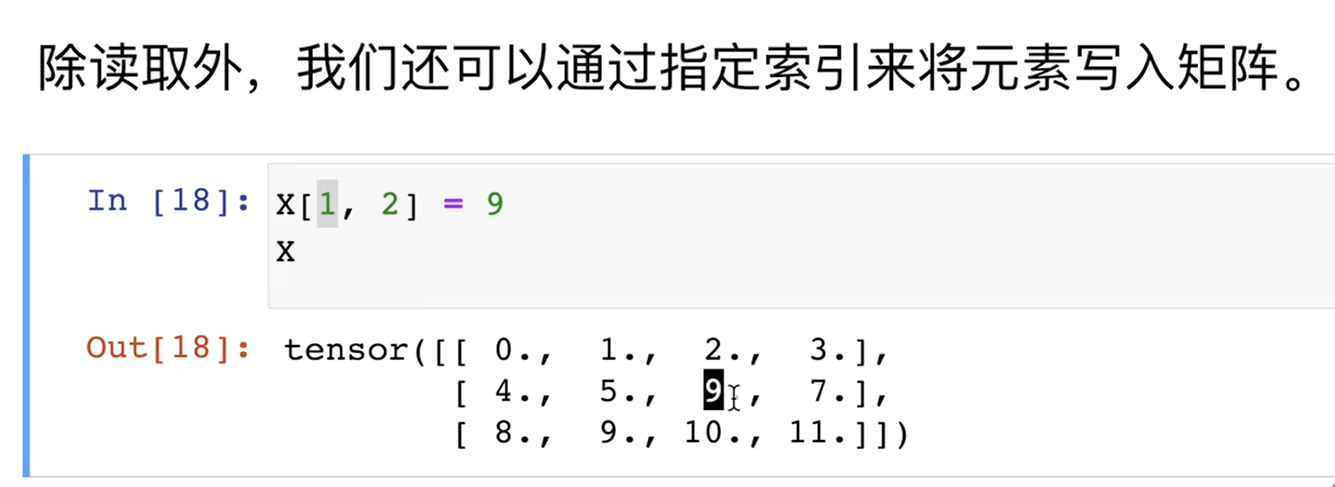 除读取外，我们还可以通过指定索引来将元素写入矩阵。
In [18]: X[1, 2] = 9
X
Out[18]: tensor([[ 0.,  1.,  2.,  3.],
[ 4.,  5.,  9.,  7.],
[ 8.,  9., 10., 11.]])